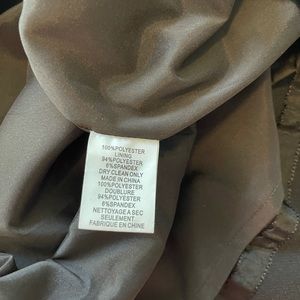 100%POLYESTER
LINING
94%POLYESTER
6%SPANDEX
DRY CLEAN ONLY
MADE IN CHINA
100%POLYESTER
DOUBLURE
94%POLYESTER
6%SPANDEX
NETTOYAGE A SEC
SEULEMENT
FABRIQUE EN CHINE